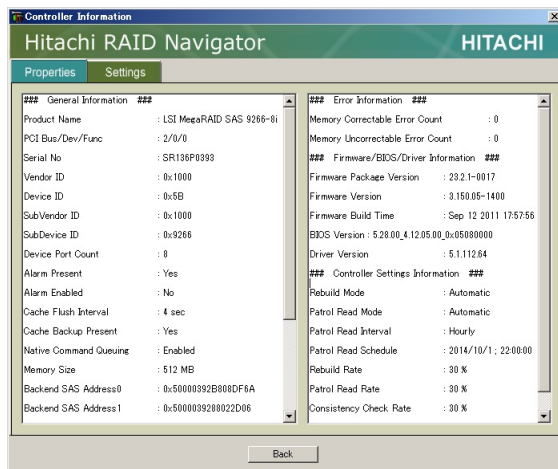 Controller Information
Hitachi RAID Navigator
HITACHI
Properties Settings
### General Information ###
Product Name : LSI MegaRAID SAS 9266-8i
PCI Bus/Dev/Func : 2/0/0
Serial No : SR136P0393
Vendor ID : 0x1000
Device ID : 0x5B
SubVendor ID : 0x1000
SubDevice ID : 0x9266
Device Port Count : 8
Alarm Present : Yes
Alarm Enabled : No
Cache Flush Interval : 4 sec
Cache Backup Present : Yes
Native Command Queuing : Enabled
Memory Size : 512 MB
Backend SAS Address0 : 0x50000392B808DF6A
Backend SAS Address1 : 0x5000039288022D06
### Error Information ###
Memory Correctable Error Count : 0
Memory Uncorrectable Error Count : 0
### Firmware/BIOS/Driver Information ###
Firmware Package Version : 23.2.1-0017
Firmware Version : 3.150.05-1400
Firmware Build Time : Sep 12 2011 17:57:56
BIOS Version : 5.28.00_4.12.05.00_0x05080000
Driver Version : 5.1.112.64
### Controller Settings Information ###
Rebuild Mode : Automatic
Patrol Read Mode : Automatic
Patrol Read Interval : Hourly
Patrol Read Schedule : 2014/10/1 ; 22:00:00
Rebuild Rate : 30 %
Patrol Read Rate : 30 %
Consistency Check Rate : 30 %
Back